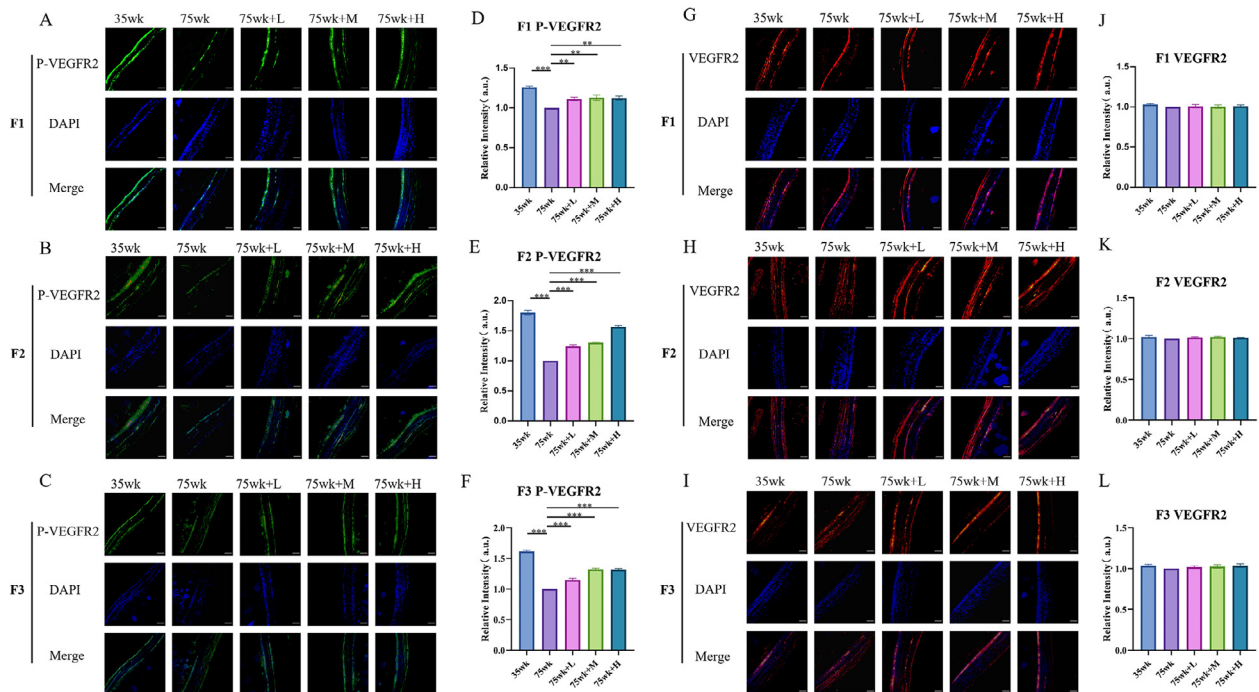 A
35wk 75wk 75wk+L 75wk+M 75wk+H
P-VEGFR2
F1
DAPI
Merge
D
F1 P-VEGFR2
**
**
**
***
Relative Intensity( a.u.)
1.5
1.0
0.5
0.0
35wk 75wk 75wk+L 75wk+M 75wk+H
G
35wk 75wk 75wk+L 75wk+M 75wk+H
VEGFR2
F1
DAPI
Merge
J
F1 VEGFR2
Relative Intensity( a.u.)
1.5
1.0
0.5
0.0
35wk 75wk 75wk+L 75wk+M 75wk+H
B
35wk 75wk 75wk+L 75wk+M 75wk+H
P-VEGFR2
F2
DAPI
Merge
E
F2 P-VEGFR2
***
***
***
***
Relative Intensity( a.u.)
2.0
1.5
1.0
0.5
0.0
35wk 75wk 75wk+L 75wk+M 75wk+H
H
35wk 75wk 75wk+L 75wk+M 75wk+H
VEGFR2
F2
DAPI
Merge
K
F2 VEGFR2
Relative Intensity( a.u.)
1.5
1.0
0.5
0.0
35wk 75wk 75wk+L 75wk+M 75wk+H
C
35wk 75wk 75wk+L 75wk+M 75wk+H
P-VEGFR2
F3
DAPI
Merge
F
F3 P-VEGFR2
***
***
***
***
Relative Intensity( a.u.)
2.0
1.5
1.0
0.5
0.0
35wk 75wk 75wk+L 75wk+M 75wk+H
I
35wk 75wk 75wk+L 75wk+M 75wk+H
VEGFR2
F3
DAPI
Merge
L
F3 VEGFR2
Relative Intensity( a.u.)
1.5
1.0
0.5
0.0
35wk 75wk 75wk+L 75wk+M 75wk+H